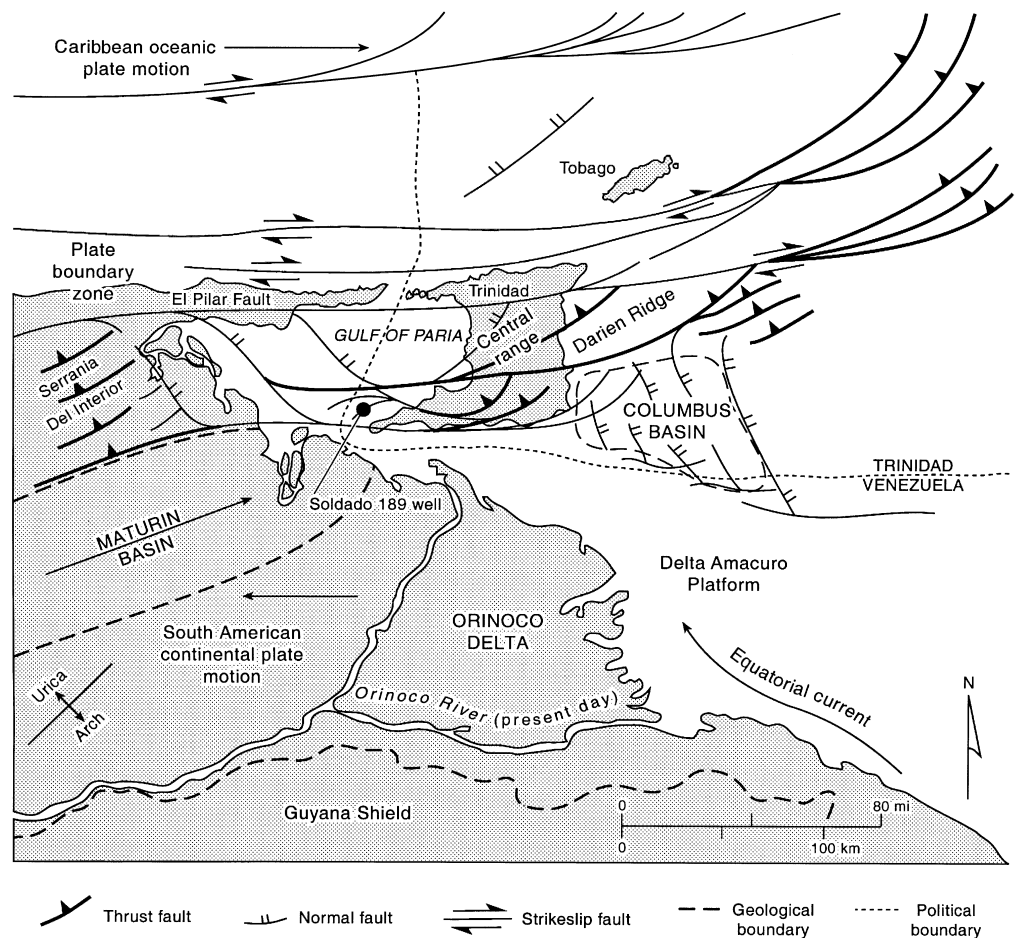 Caribbean oceanic
plate motion
Tobago
Plate
boundary
zone
El Pilar Fault
Trinidad
GULF OF PARIA
Central
range
Darien Ridge
Serrania
Del Interior
COLUMBUS
BASIN
TRINIDAD
VENEZUELA
Soldado 189 well
MATURIN
BASIN
Delta Amacuro
Platform
ORINOCO
DELTA
South American
continental plate
motion
Urica
Arch
Orinoco River (present day)
Equatorial current
N
Guyana Shield
0
80 mi
0
100 km
Thrust fault
Normal fault
Strikeslip fault
Geological
boundary
Political
boundary